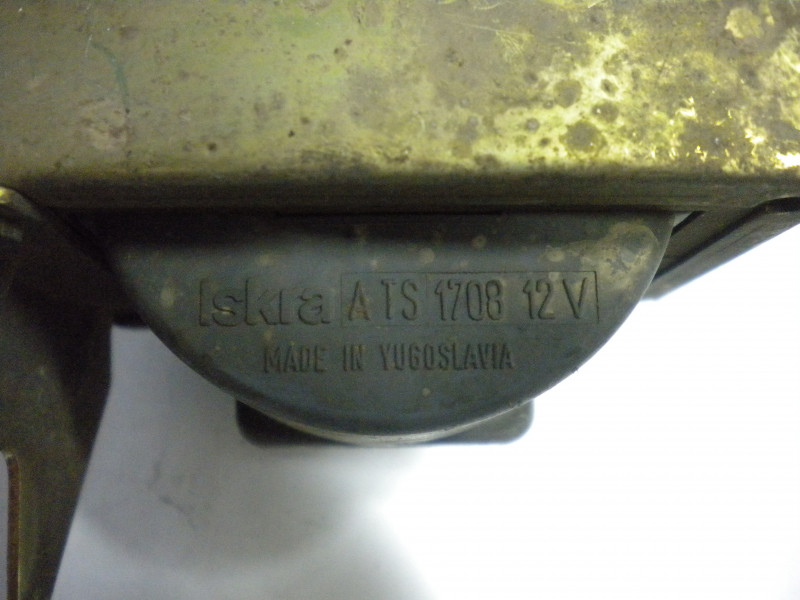 Iskra ATS 1708 12V
MADE IN YUGOSLAVIA